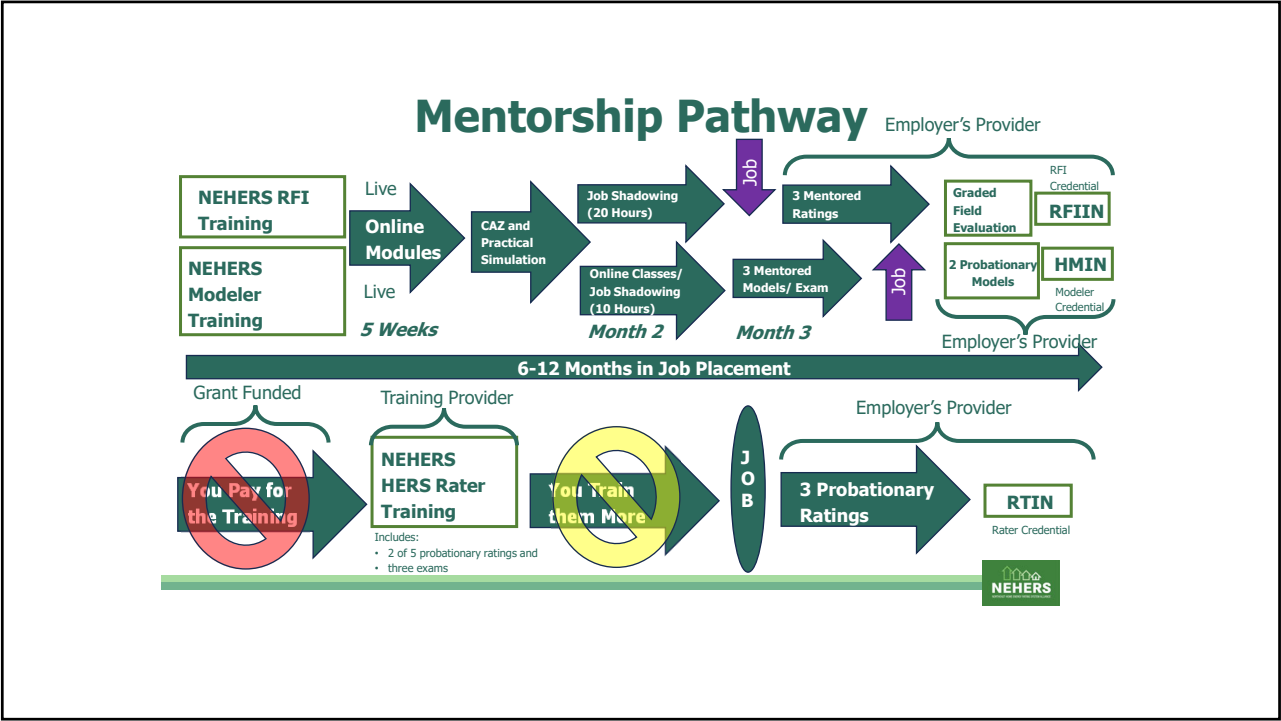 Mentorship Pathway
Employer's Provider
NEHERS RFI
Training
NEHERS
Modeler
Training
Live
Online
Modules
Live
5 Weeks
CAZ and
Practical
Simulation
Job Shadowing
(20 Hours)
Online Classes/
Job Shadowing
(10 Hours)
Month 2
Job
3 Mentored
Models/ Exam
Month 3
3 Mentored
Ratings
Job
Graded
Field
Evaluation
RFI
Credential
RFIIN
2 Probationary
Models
HMIN
Modeler
Credential
Employer's Provider
6-12 Months in Job Placement
Grant Funded
You Pay for
the Training
Training Provider
NEHERS
HERS Rater
Training
Includes:
• 2 of 5 probationary ratings and
• three exams
You Train
them More
J
O
B
Employer's Provider
3 Probationary
Ratings
RTIN
Rater Credential
NEHERS